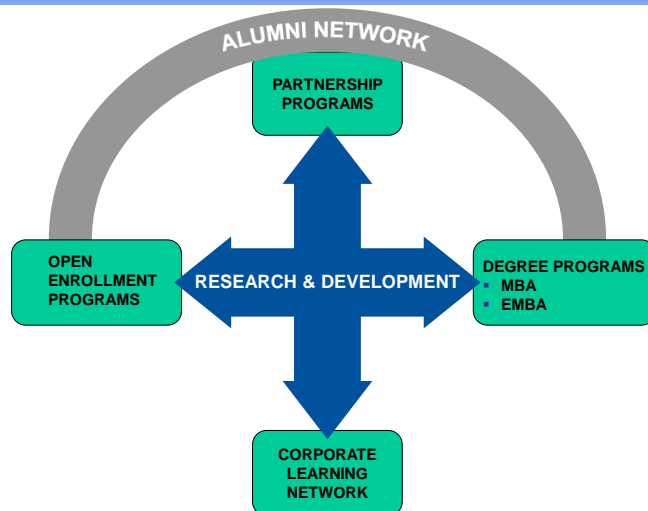 ALUMNI NETWORK
PARTNERSHIP
PROGRAMS
OPEN
ENROLLMENT
PROGRAMS
RESEARCH & DEVELOPMENT
DEGREE PROGRAMS
▪ MBA
▪ EMBA
CORPORATE
LEARNING
NETWORK